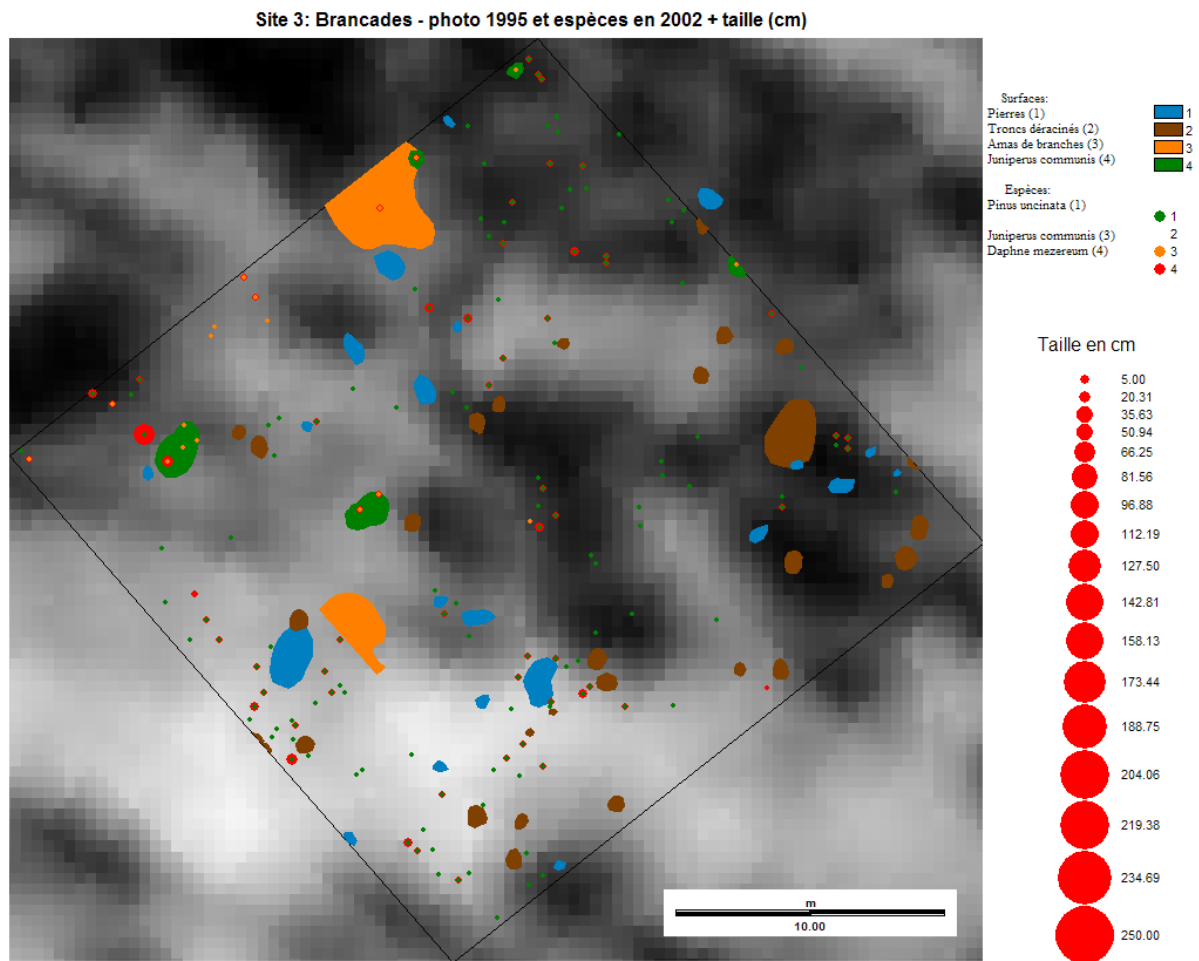 Site 3: Brancades - photo 1995 et espèces en 2002 + taille (cm)
Surfaces:
Pierres (1)
Troncs déracinés (2)
Amas de branches (3)
Juniperus communis (4)
1
2
3
4
Espèces:
Pinus uncinata (1)
Juniperus communis (3)
Daphne mezereum (4)
1
2
3
4
Taille en cm
5.00
20.31
35.63
50.94
66.25
81.56
96.88
112.19
127.50
142.81
158.13
173.44
188.75
204.06
219.38
234.69
250.00
m
10.00